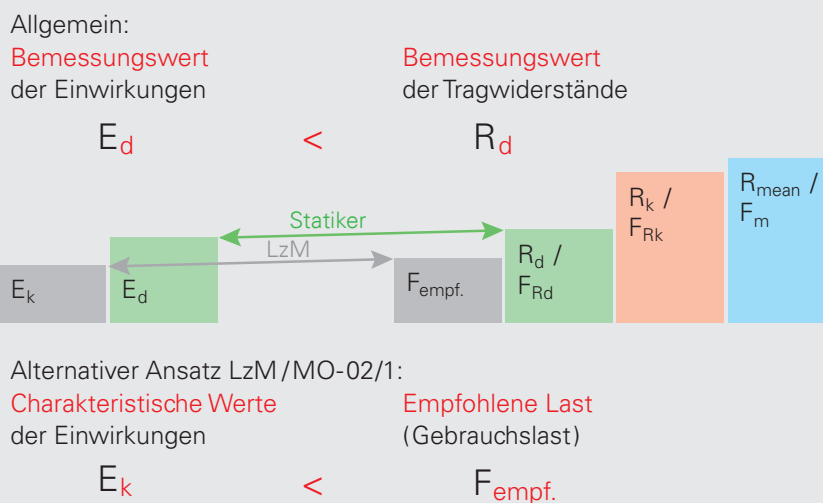 Allgemein:
Bemessungswert
der Einwirkungen
Bemessungswert
der Tragwiderstände
Ed < Rd
Statiker
LzM
Ek
Ed
Fempf.
Rd /
FRd
Rk /
FRk
Rmean /
Fm
Alternativer Ansatz LzM/MO-02/1:
Charakteristische Werte
der Einwirkungen
Empfohlene Last
(Gebrauchslast)
Ek < Fempf.